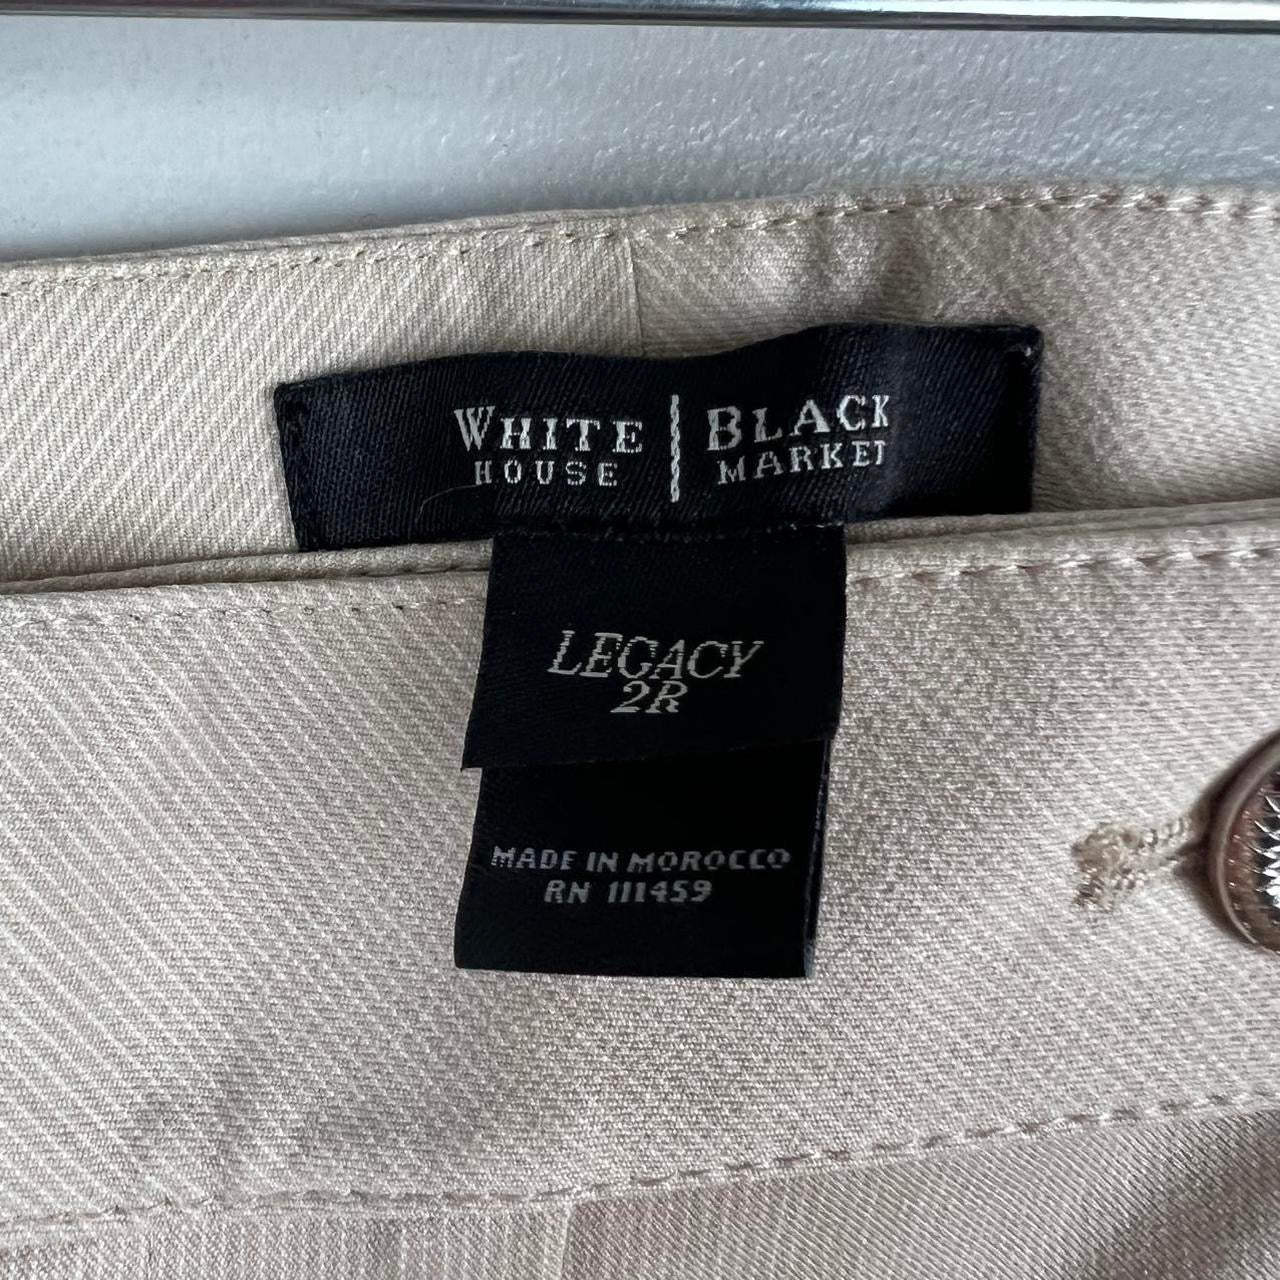 WHITE | BLACK
HOUSE | MARKET
LEGACY
2R
MADE IN MOROCCO
RN 111459